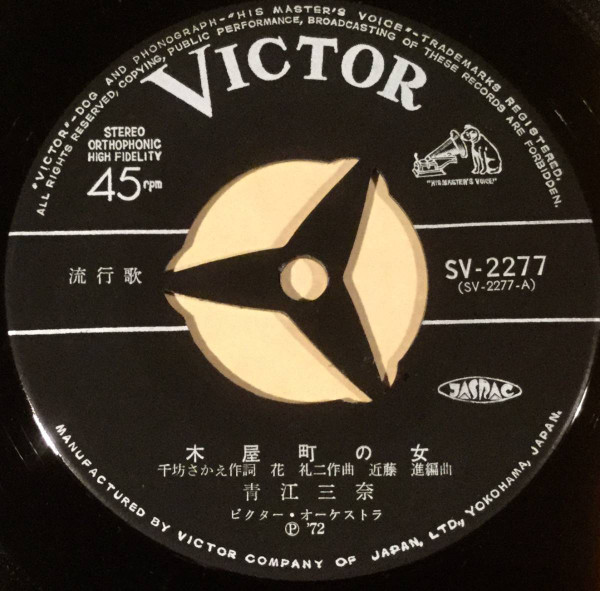 "VICTOR"-DOG AND PHONOGRAPH-"HIS MASTER'S VOICE"-TRADEMARKS REGISTERED.
ALL RIGHTS RESERVED, COPYING, PUBLIC PERFORMANCE, BROADCASTING OF THESE RECORDS ARE FORBIDDEN.
VICTOR
STEREO
ORTHOPHONIC
HIGH FIDELITY
45rpm
"HIS MASTER'S VOICE"
流行歌
SV-2277
(SV-2277-A)
JASRAC
木屋町の女
千坊さかえ作詞 花 礼二作曲 近藤 進編曲
青江三奈
ビクター・オーケストラ
Ⓟ '72
MANUFACTURED BY VICTOR COMPANY OF JAPAN, LTD., YOKOHAMA, JAPAN.